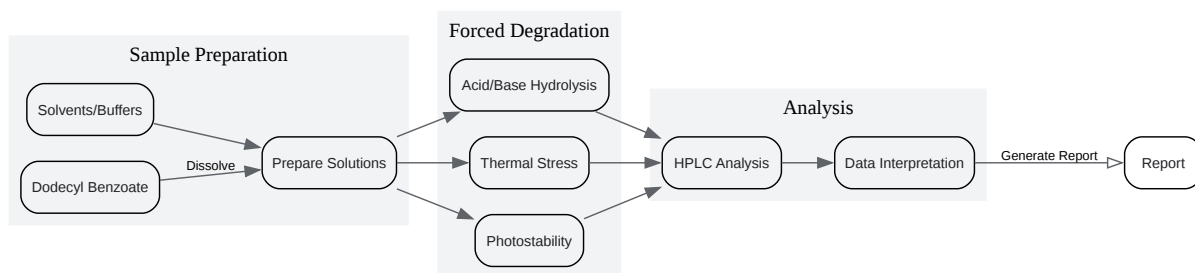 Sample Preparation
Solvents/Buffers
Dodecyl Benzoate
Dissolve
Prepare Solutions
Forced Degradation
Acid/Base Hydrolysis
Thermal Stress
Photostability
Analysis
HPLC Analysis
Data Interpretation
Generate Report
Report